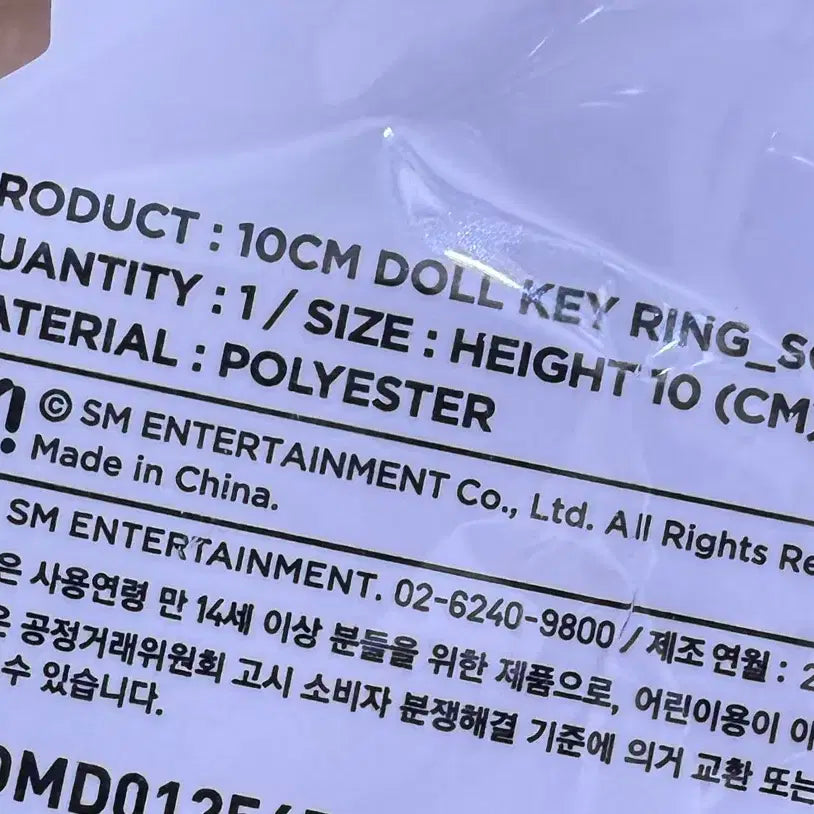 RODUCT : 10CM DOLL KEY RING_S
UANTITY : 1 / SIZE : HEIGHT 10 (CM)
ATERIAL : POLYESTER
© SM ENTERTAINMENT Co., Ltd. All Rights Re
Made in China.
SM ENTERTAINMENT. 02-6240-9800 / 제조 연월 : 2
은 사용연령 만 14세 이상 분들을 위한 제품으로, 어린이용이 아
은 공정거래위원회 고시 소비자 분쟁해결 기준에 의거 교환 또는
수 있습니다.